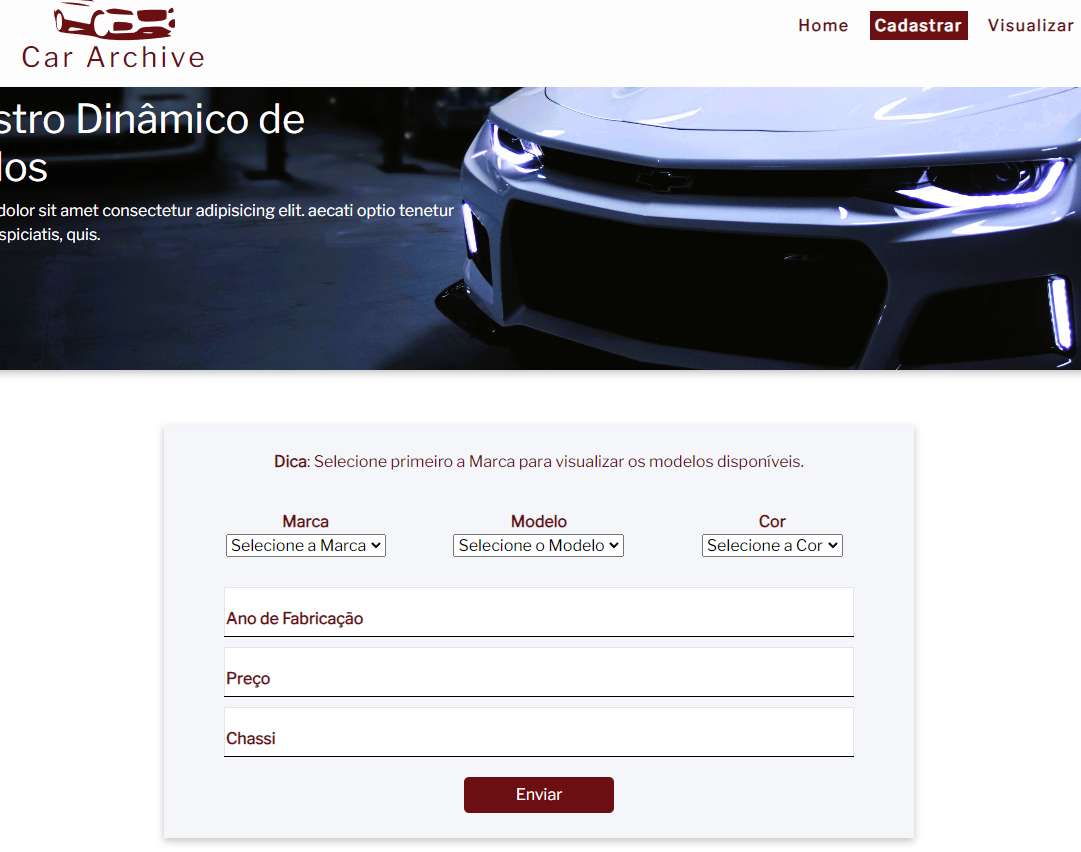 Car Archive
Home Cadastrar Visualizar
stro Dinâmico de
los
dolor sit amet consectetur adipisicing elit. aecati optio tenetur
spiciatis, quis.
Dica: Selecione primeiro a Marca para visualizar os modelos disponíveis.
Marca Modelo Cor
Selecione a Marca Selecione o Modelo Selecione a Cor
Ano de Fabricação
Preço
Chassi
Enviar